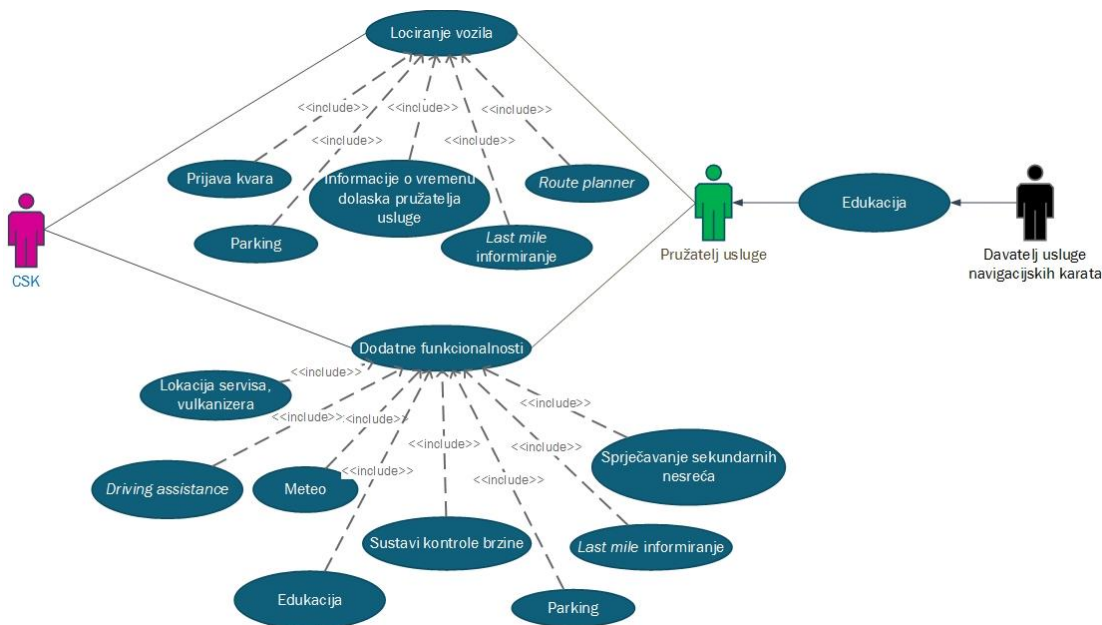 Lociranje vozila
<<include>>
<<include>>
<<include>>
<<include>>
<<include>>
Prijava kvara
Informacije o vremenu
dolaska pružatelja
usluge
Route planner
Parking
Last mile
informiranje
Edukacija
CSK
Pružatelj usluge
Davatelj usluge
navigacijskih karata
Dodatne funkcionalnosti
<<include>>
Lokacija servisa,
vulkanizera
<<include>>
<<include>>
<<include>>
<<include>>
<<include>>
<<include>>
<<include>>
Sprječavanje sekundarnih
nesreća
Driving assistance
Meteo
Sustavi kontrole brzine
Last mile informiranje
Edukacija
Parking